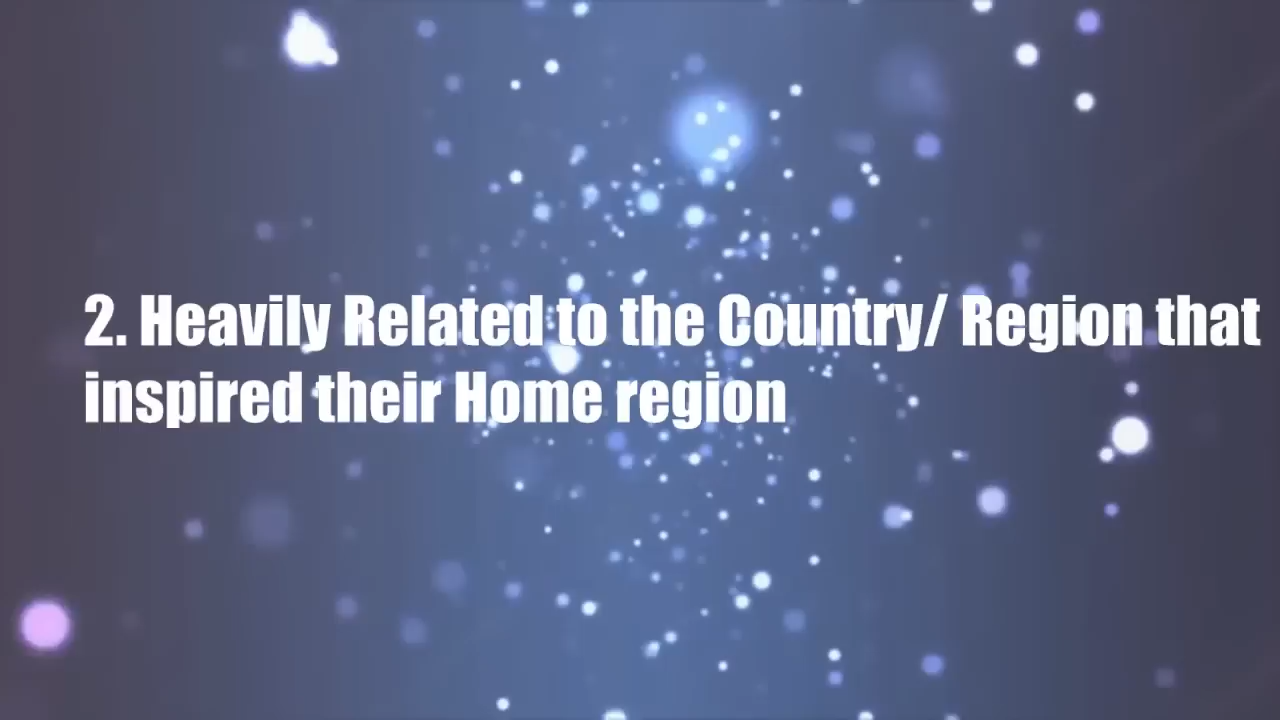 2. Heavily Related to the Country/ Region that
inspired their Home region